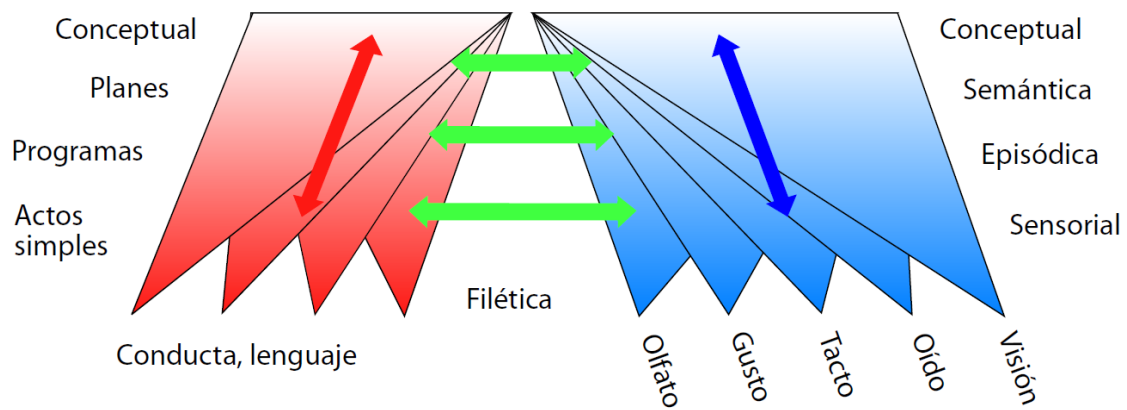 Conceptual
Planes
Programas
Actos
simples
Conducta, lenguaje
Filética
Conceptual
Semántica
Episódica
Sensorial
Olfato
Gusto
Tacto
Oído
Visión